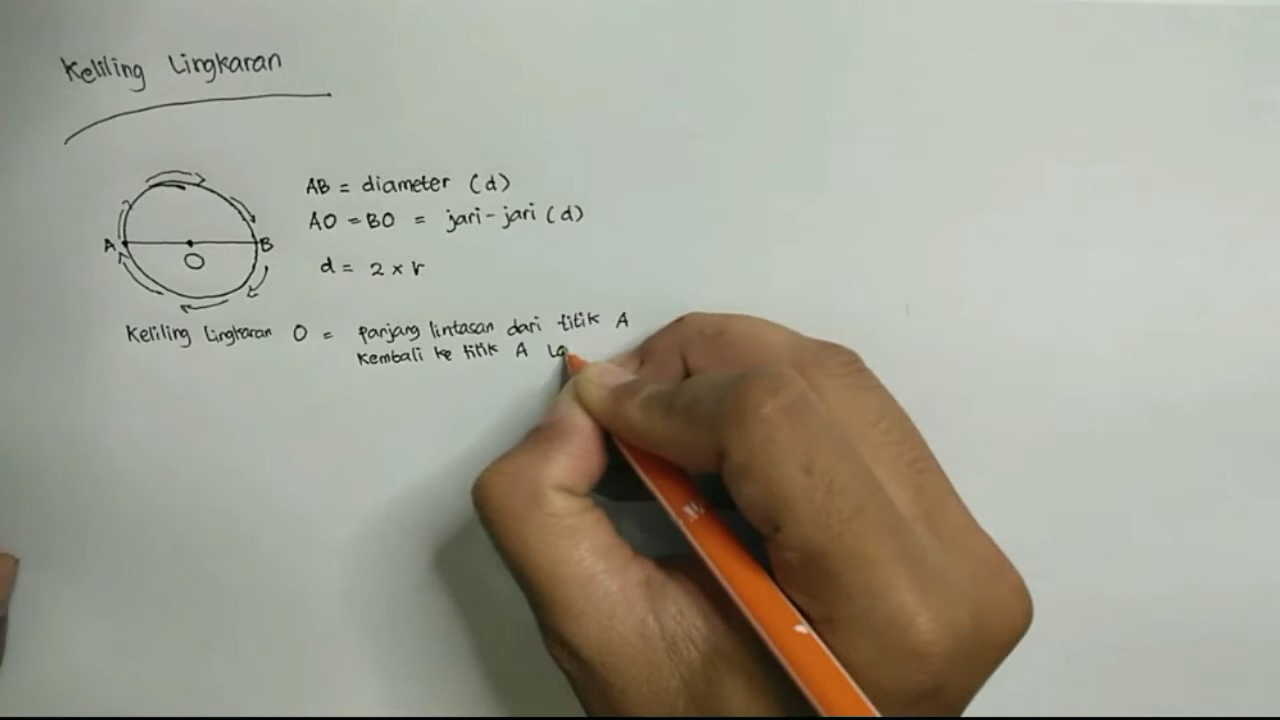 Keliling Lingkaran
AB = diameter (d)
AO = BO = jari-jari (d)
A B
O
d = 2 × r
Keliling Lingkaran O = panjang lintasan dari titik A
kembali ke titik A